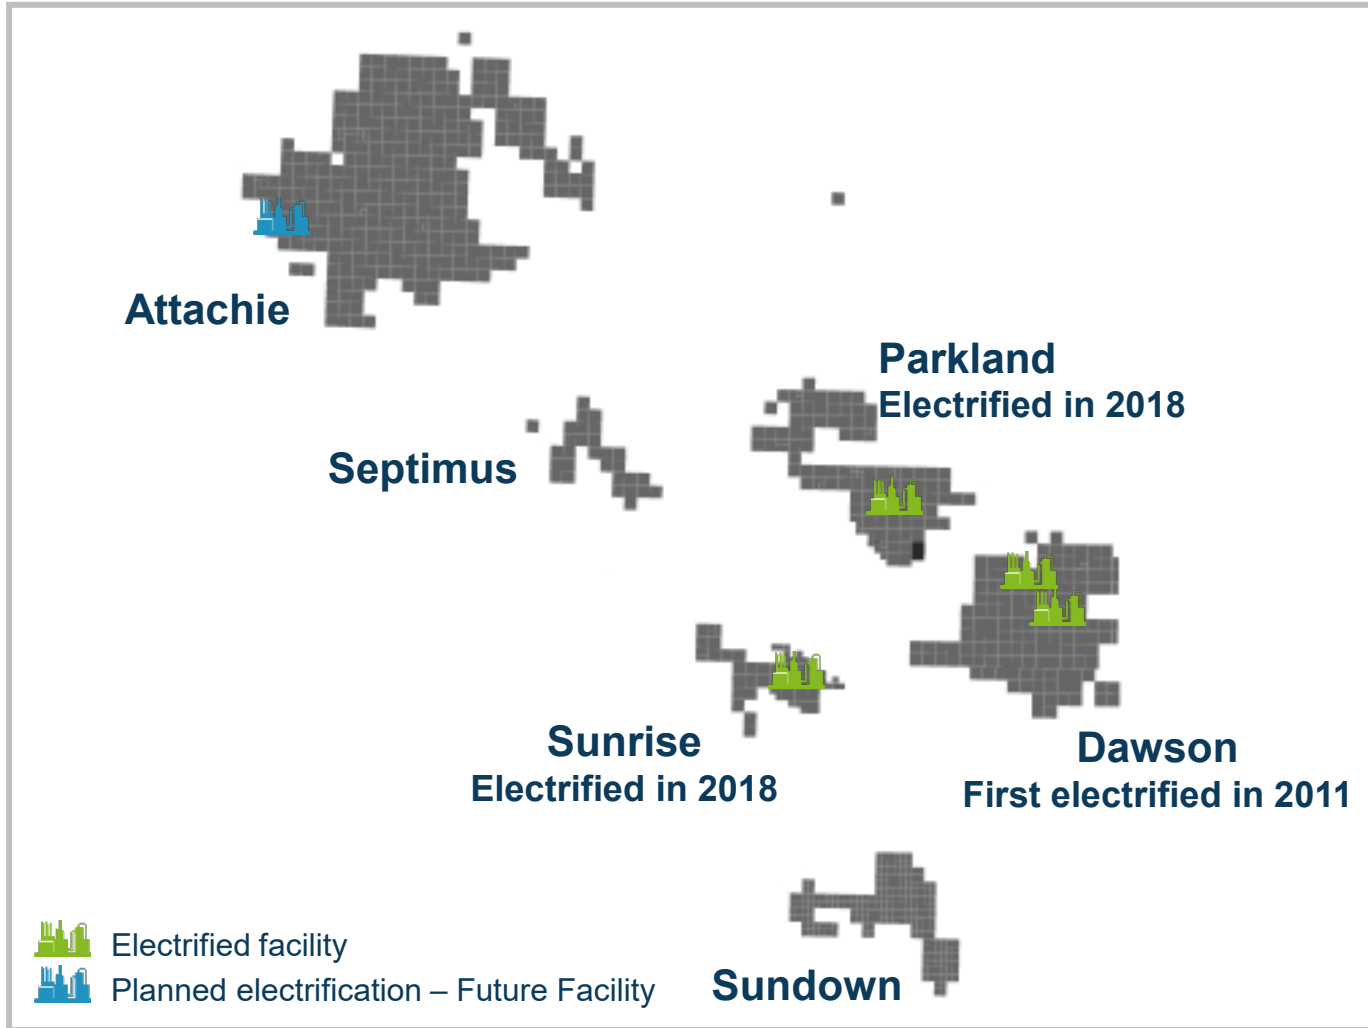 Attachie
Parkland
Electrified in 2018
Septimus
Sunrise
Electrified in 2018
Dawson
First electrified in 2011
Sundown
Electrified facility
Planned electrification – Future Facility